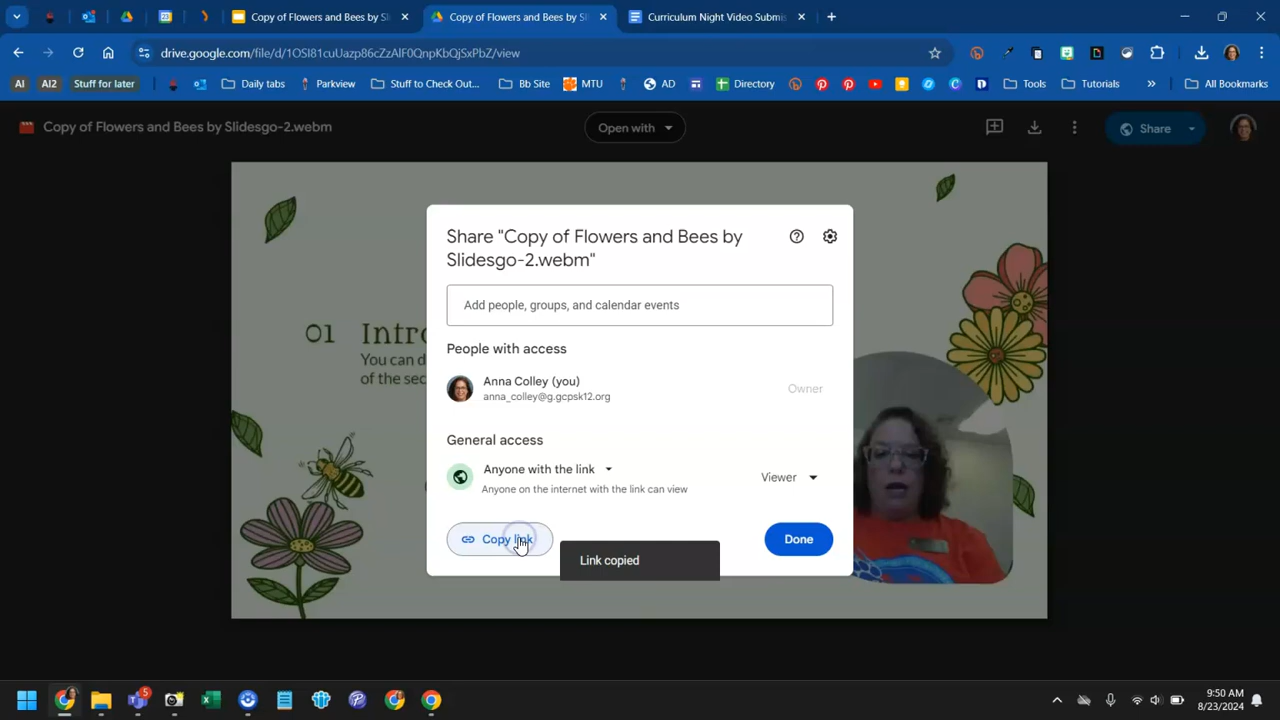 Copy of Flowers and Bees by Sl
Copy of Flowers and Bees by Sl
Curriculum Night Video Submis
drive.google.com/file/d/1OSl81cuUazp86cZzAlF0QnpKbQjSxPbZ/view
AI
AI2
Stuff for later
Daily tabs
Parkview
Stuff to Check Out...
Bb Site
MTU
AD
Directory
Tools
Tutorials
All Bookmarks
Copy of Flowers and Bees by Slidesgo-2.webm
Open with
Share
Share "Copy of Flowers and Bees by
Slidesgo-2.webm"
Add people, groups, and calendar events
People with access
Anna Colley (you)
anna_colley@g.gcpsk12.org
Owner
General access
Anyone with the link
Anyone on the internet with the link can view
Viewer
Copy link
Link copied
Done
01 Intro
You can d
of the sec
5
9:50 AM
8/23/2024